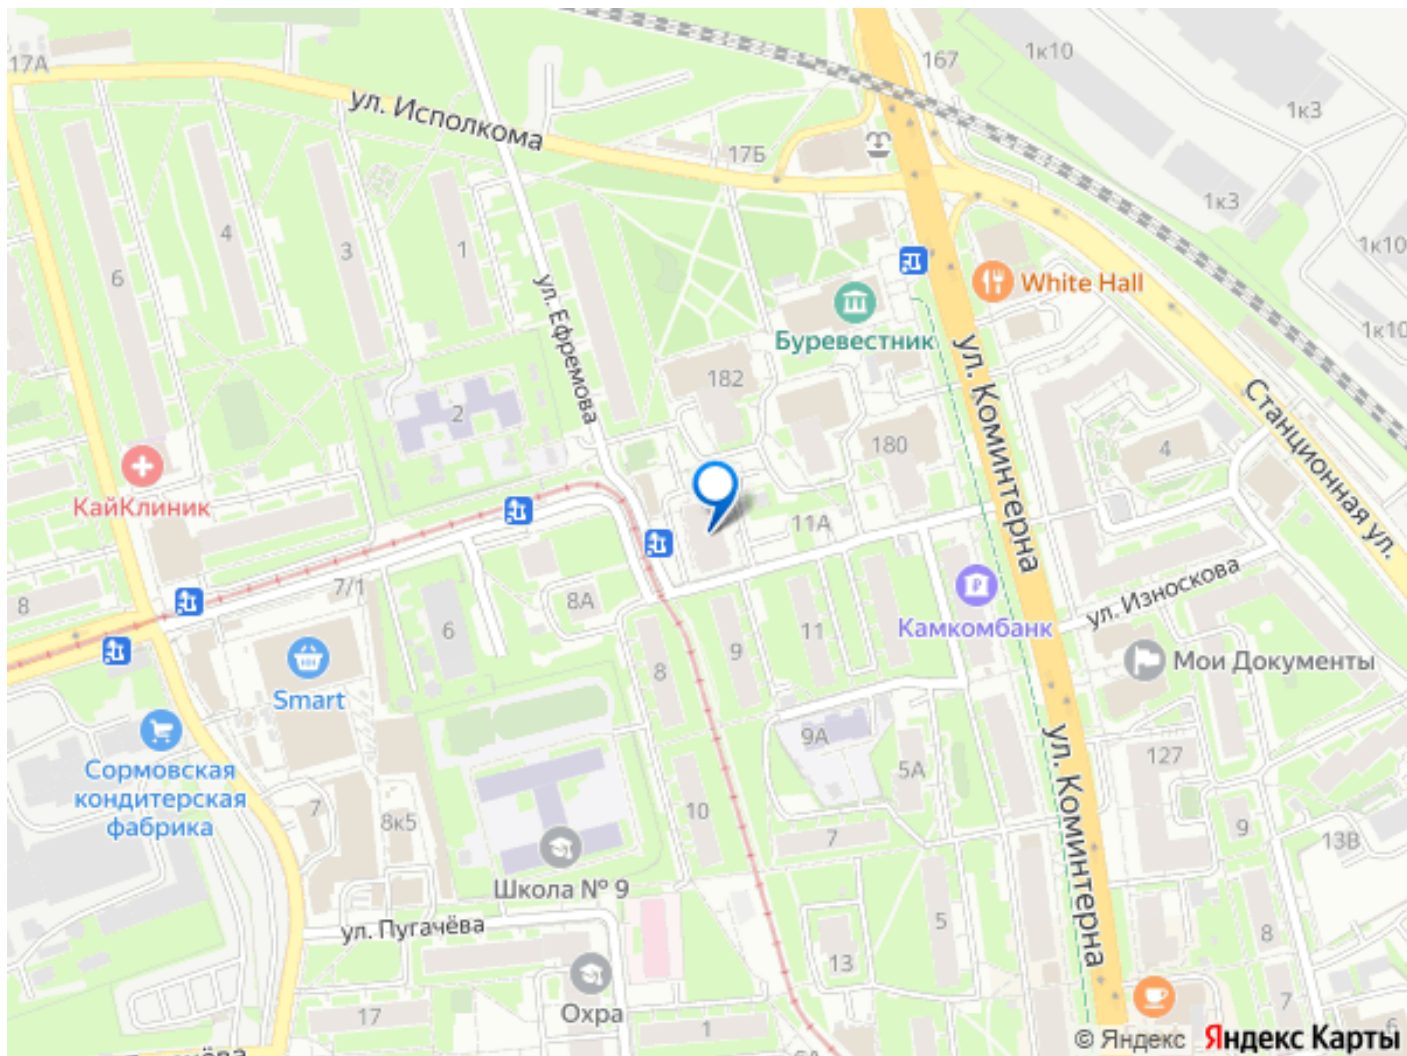 17А
167
1к10
1к3
ул. Исполкома
17Б
1к3
6
4
3
1
1к10
White Hall
Буревестник
ул. Ефремова
1к10
182
ул. Коминтерна
2
180
4
Станционная ул.
КайКлиник
11А
7/1
8А
8
6
11
9
8
Камкомбанк
ул. Износкова
Мои Документы
Smart
9А
5А
127
Сормовская
кондитерская
фабрика
7
8к5
10
7
9
13В
ул. Коминтерна
Школа № 9
ул. Пугачёва
5
8
13
Охра
17
1
7
© Яндекс Яндекс Карты